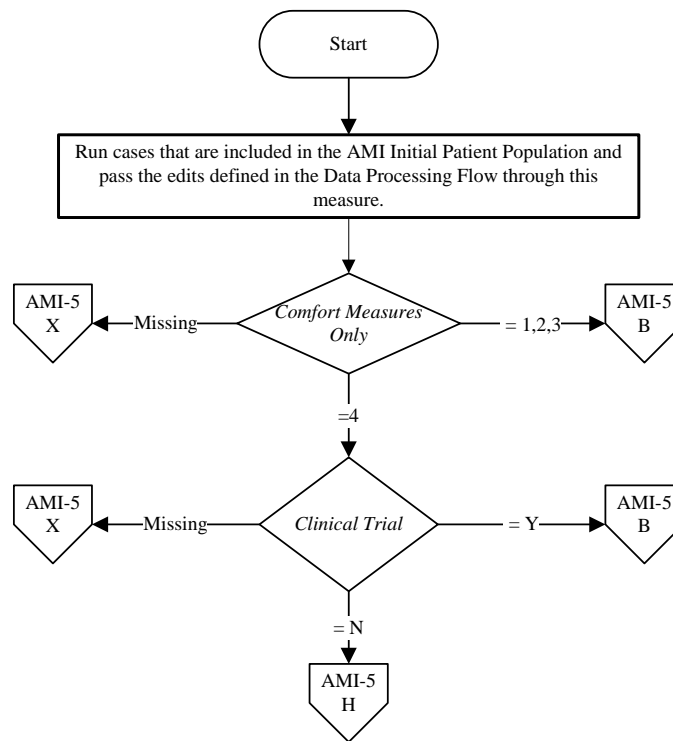 Start
Run cases that are included in the AMI Initial Patient Population and
pass the edits defined in the Data Processing Flow through this
measure.
AMI-5
X
Missing
Comfort Measures
Only
= 1,2,3
AMI-5
B
=4
AMI-5
X
Missing
Clinical Trial
= Y
AMI-5
B
= N
AMI-5
H